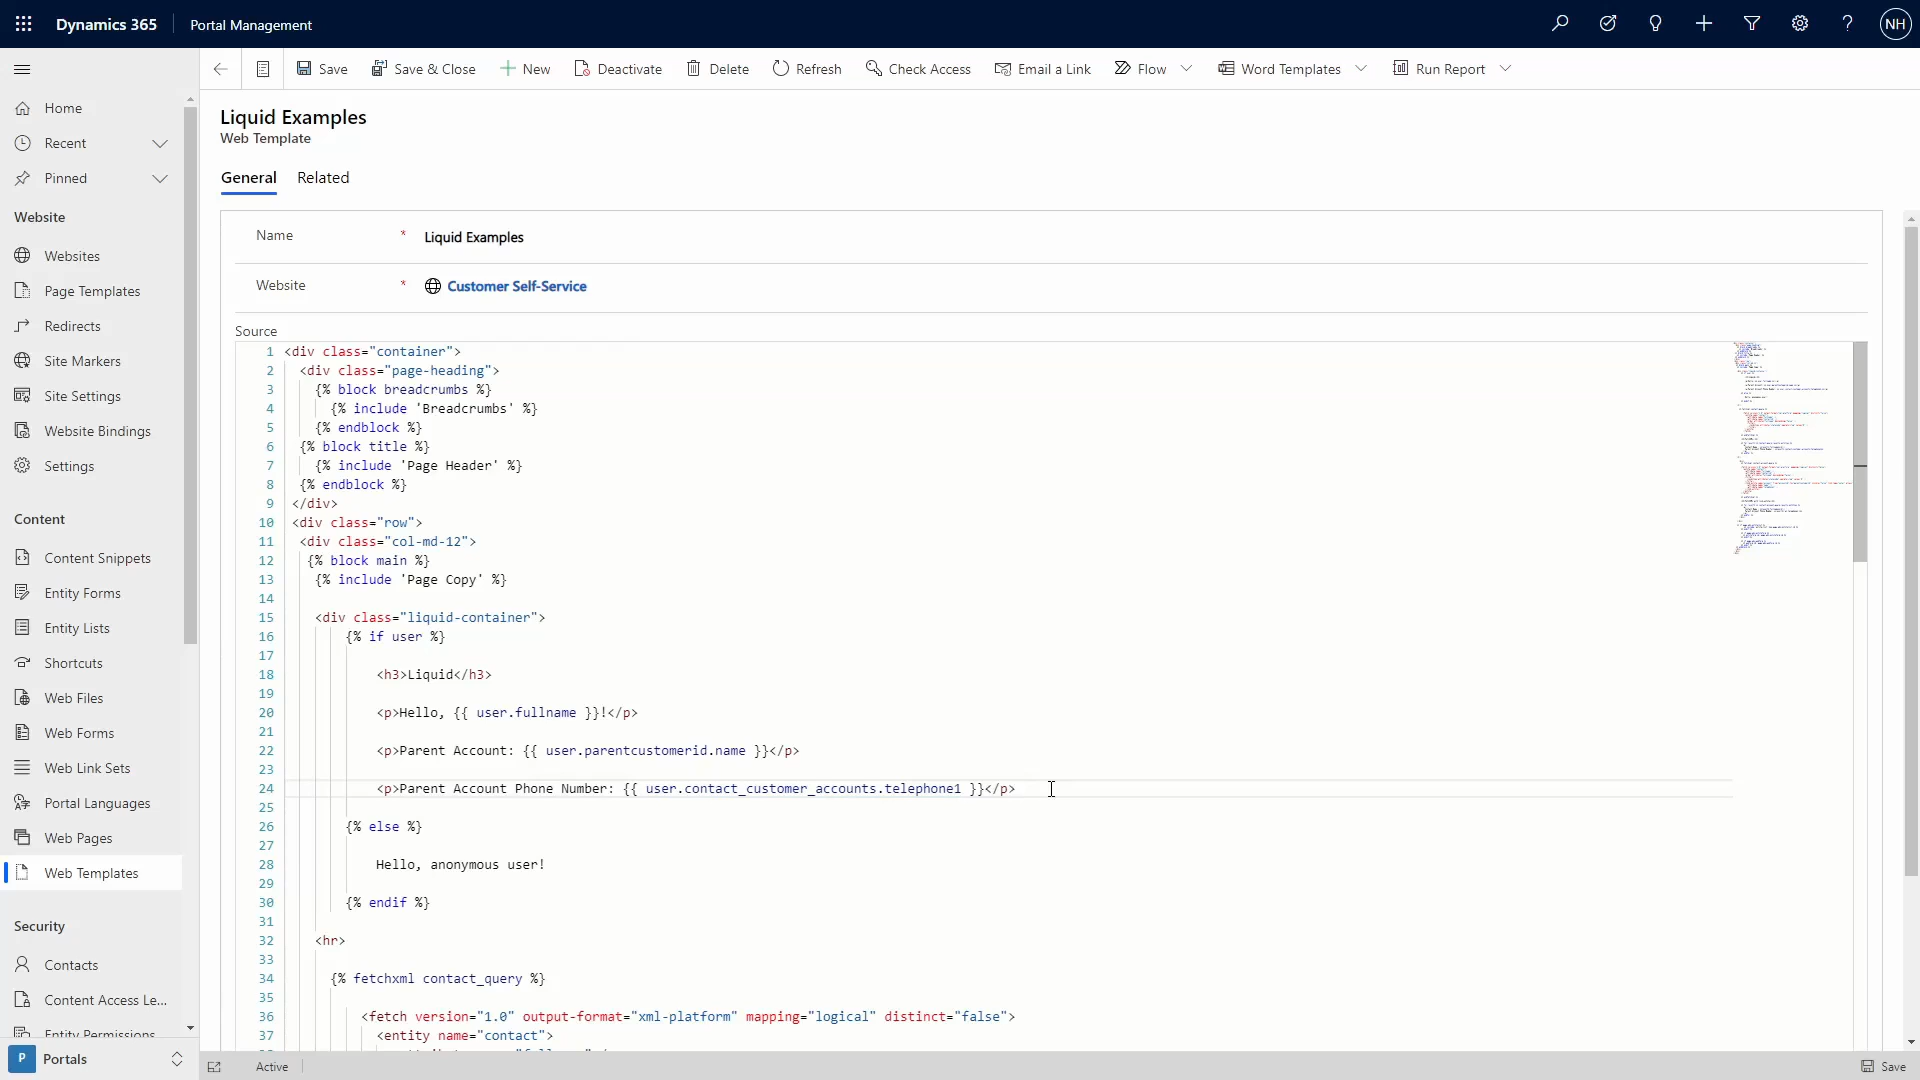 Dynamics 365
Portal Management
NH
Save
Save & Close
New
Deactivate
Delete
Refresh
Check Access
Email a Link
Flow
Word Templates
Run Report
Home
Recent
Pinned
Website
Websites
Page Templates
Redirects
Site Markers
Site Settings
Website Bindings
Settings
Content
Content Snippets
Entity Forms
Entity Lists
Shortcuts
Web Files
Web Forms
Web Link Sets
Portal Languages
Web Pages
Web Templates
Security
Contacts
Content Access Le...
Entity Permissions
P Portals
Liquid Examples
Web Template
General Related
Name * Liquid Examples
Website * Customer Self-Service
Source
1 <div class="container">
2 <div class="page-heading">
3 {% block breadcrumbs %}
4 {% include 'Breadcrumbs' %}
5 {% endblock %}
6 {% block title %}
7 {% include 'Page Header' %}
8 {% endblock %}
9 </div>
10 <div class="row">
11 <div class="col-md-12">
12 {% block main %}
13 {% include 'Page Copy' %}
14
15 <div class="liquid-container">
16 {% if user %}
17
18 <h3>Liquid</h3>
19
20 <p>Hello, {{ user.fullname }}!</p>
21
22 <p>Parent Account: {{ user.parentcustomerid.name }}</p>
23
24 <p>Parent Account Phone Number: {{ user.contact_customer_accounts.telephone1 }}</p>
25
26 {% else %}
27
28 Hello, anonymous user!
29
30 {% endif %}
31
32 <hr>
33
34 {% fetchxml contact_query %}
35
36 <fetch version="1.0" output-format="xml-platform" mapping="logical" distinct="false">
37 <entity name="contact">
Active
Save